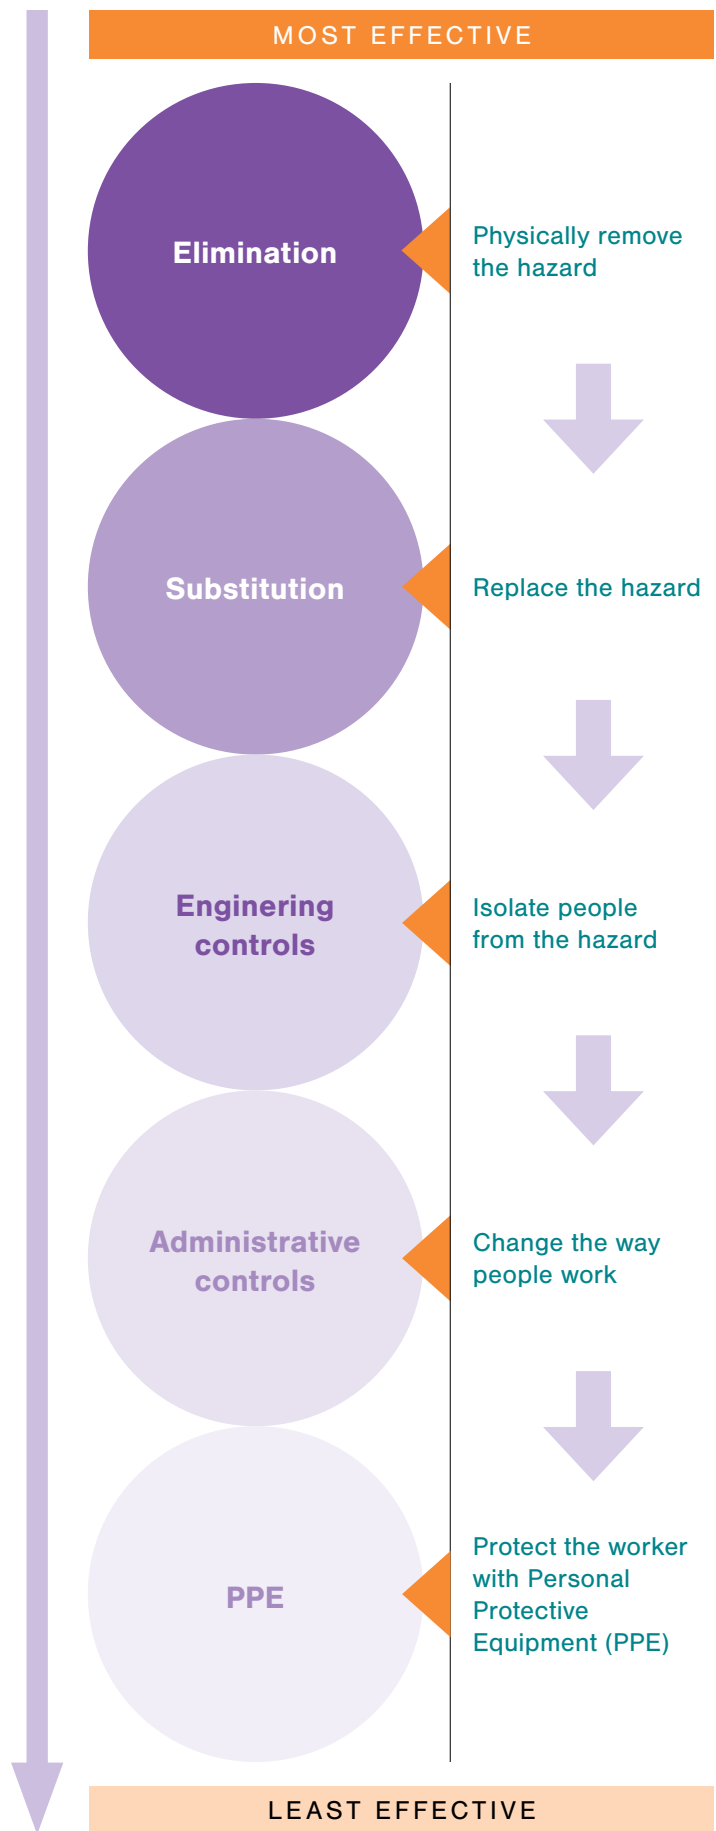 MOST EFFECTIVE
Elimination
Physically remove
the hazard
Substitution
Replace the hazard
Enginering
controls
Isolate people
from the hazard
Administrative
controls
Change the way
people work
PPE
Protect the worker
with Personal
Protective
Equipment (PPE)
LEAST EFFECTIVE